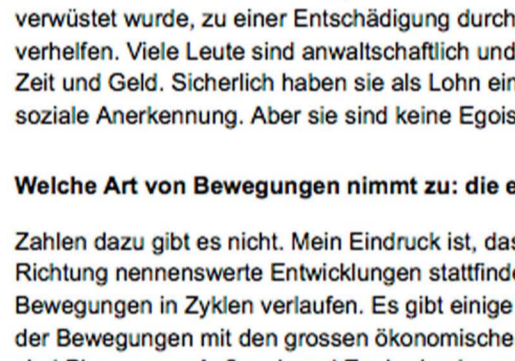 verwüstet wurde, zu einer Entschädigung durch
verhelfen. Viele Leute sind anwaltschaftlich und
Zeit und Geld. Sicherlich haben sie als Lohn ein
soziale Anerkennung. Aber sie sind keine Egois
Welche Art von Bewegungen nimmt zu: die e
Zahlen dazu gibt es nicht. Mein Eindruck ist, das
Richtung nennenswerte Entwicklungen stattfinde
Bewegungen in Zyklen verlaufen. Es gibt einige
der Bewegungen mit den grossen ökonomische